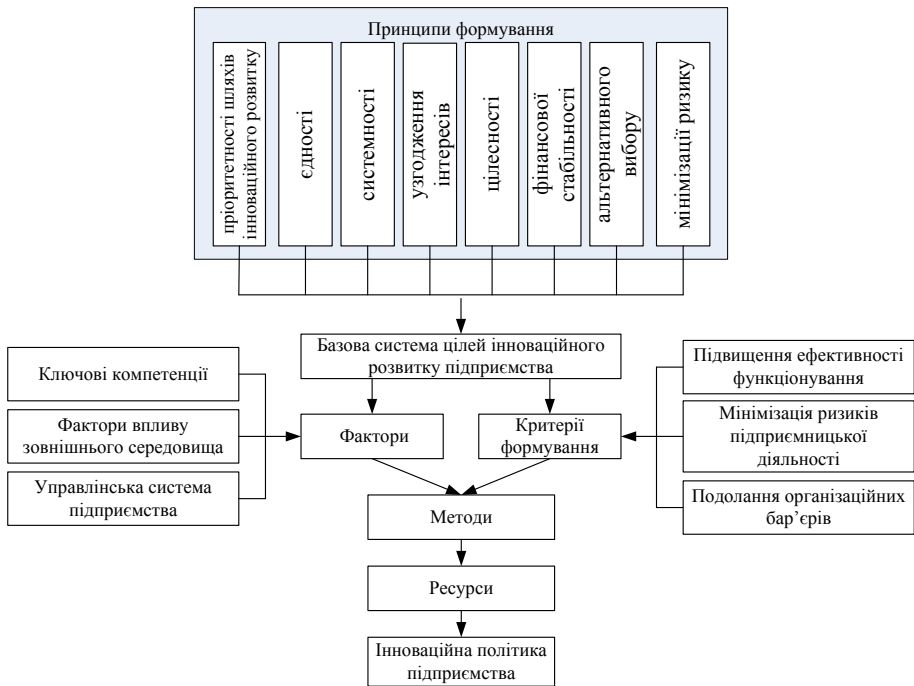 Принципи формування
пріоритетності шляхів
інноваційного розвитку
єдності
системності
узгодження
інтересів
цілесності
фінансової
стабільності
альтернативного
вибору
мінімізації ризику
Базова система цілей інноваційного
розвитку підприємства
Ключові компетенції
Фактори впливу
зовнішнього середовища
Управлінська система
підприємства
Фактори
Критерії
формування
Підвищення ефективності
функціонування
Мінімізація ризиків
підприємницької
діяльності
Подолання організаційних
бар’єрів
Методи
Ресурси
Інноваційна політика
підприємства